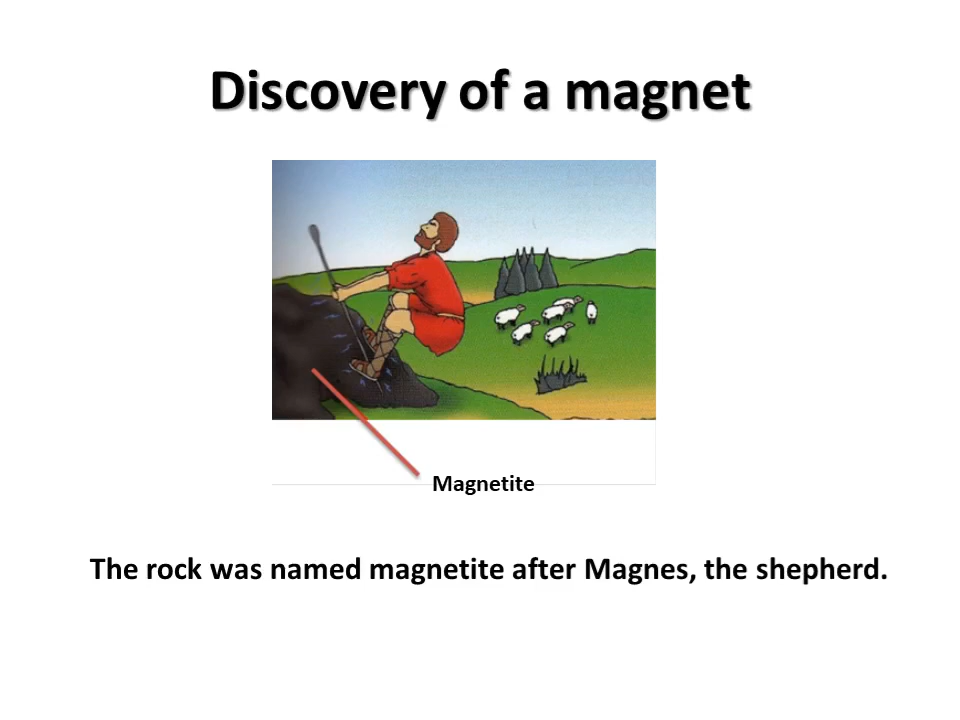 Discovery of a magnet
Magnetite
The rock was named magnetite after Magnes, the shepherd.